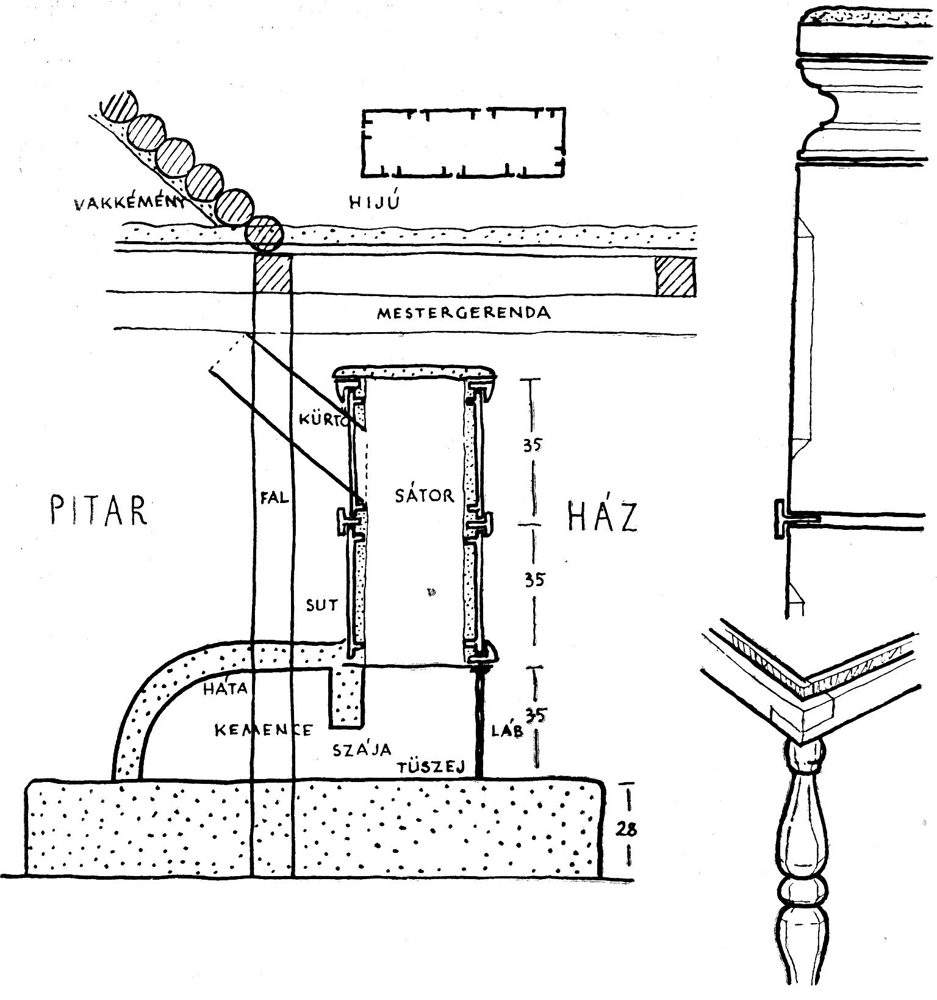 VAKKÉMÉNY
HIJÚ
MESTERGERENDA
KÜRTŐ
35
PITAR
FAL
SÁTOR
HÁZ
35
SUT
HÁTA
KEMENCE
35
LÁB
SZÁJA
TÜSZEJ
28